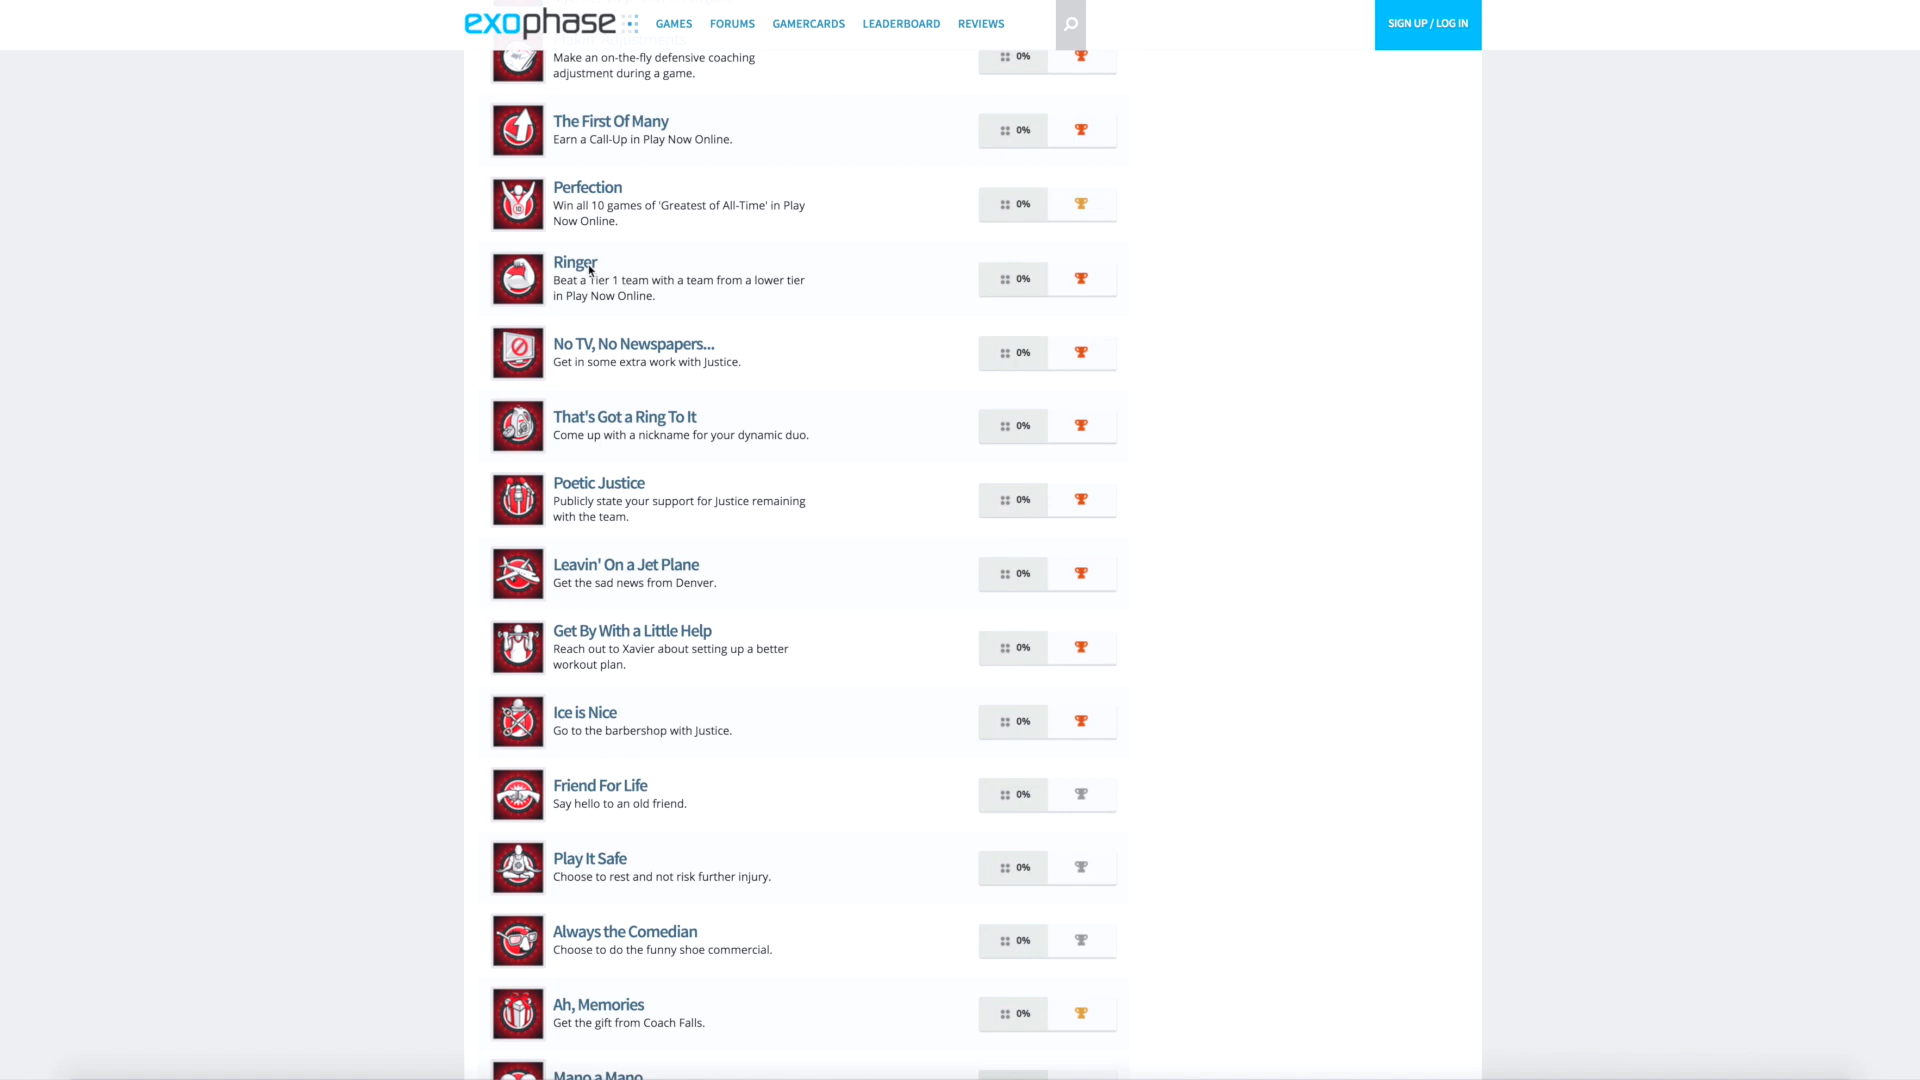 exophase
GAMES FORUMS GAMERCARDS LEADERBOARD REVIEWS
SIGN UP / LOG IN
Make an on-the-fly defensive coaching
adjustment during a game.
0%
The First Of Many
Earn a Call-Up in Play Now Online.
0%
Perfection
Win all 10 games of 'Greatest of All-Time' in Play
Now Online.
0%
Ringer
Beat a Tier 1 team with a team from a lower tier
in Play Now Online.
0%
No TV, No Newspapers...
Get in some extra work with Justice.
0%
That's Got a Ring To It
Come up with a nickname for your dynamic duo.
0%
Poetic Justice
Publicly state your support for Justice remaining
with the team.
0%
Leavin' On a Jet Plane
Get the sad news from Denver.
0%
Get By With a Little Help
Reach out to Xavier about setting up a better
workout plan.
0%
Ice is Nice
Go to the barbershop with Justice.
0%
Friend For Life
Say hello to an old friend.
0%
Play It Safe
Choose to rest and not risk further injury.
0%
Always the Comedian
Choose to do the funny shoe commercial.
0%
Ah, Memories
Get the gift from Coach Falls.
0%
Mano a Mano